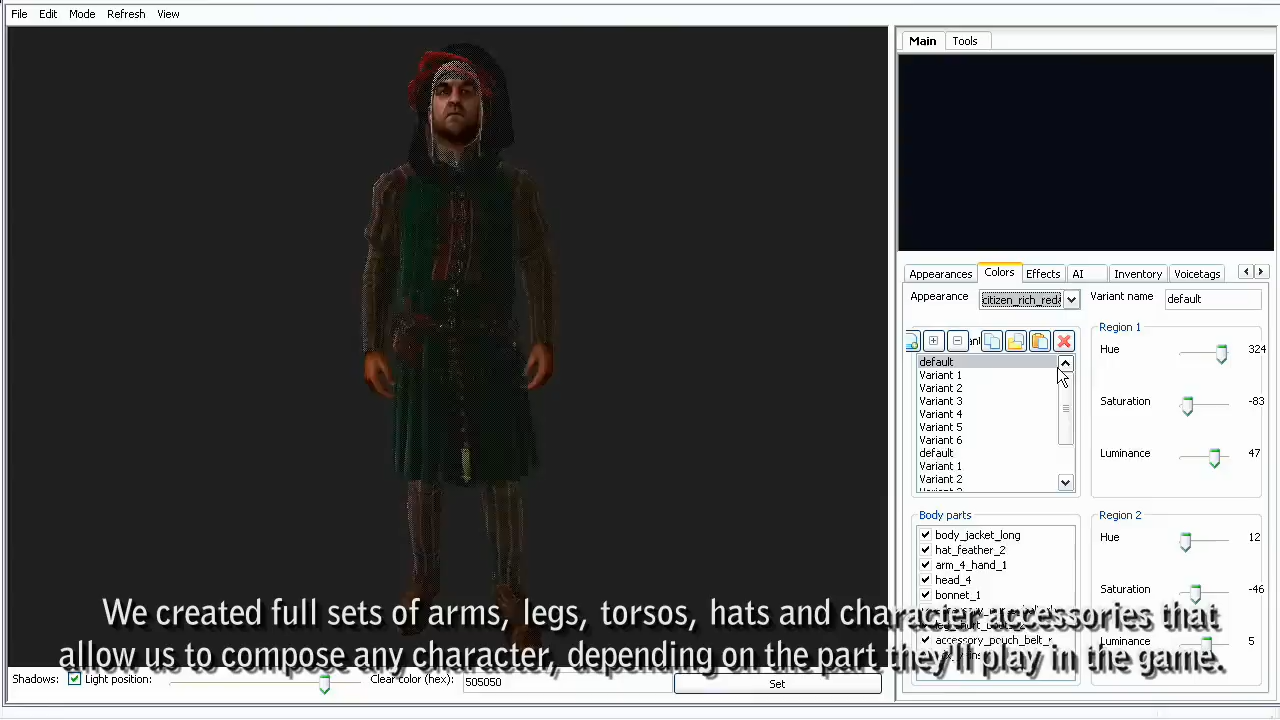 File Edit Mode Refresh View
Main Tools
Appearances Colors Effects AI Inventory Voicetags
Appearance citizen_rich_red Variant name default
Region 1
default
Variant 1
Variant 2
Variant 3
Variant 4
Variant 5
Variant 6
default
Variant 1
Variant 2
Hue 324
Saturation -83
Luminance 47
Body parts
body_jacket_long
hat_feather_2
arm_4_hand_1
head_4
bonnet_1
accessory_pouch_belt_r
Region 2
Hue 12
Saturation -46
Luminance 5
We created full sets of arms, legs, torsos, hats and character accessories that
allow us to compose any character, depending on the part they'll play in the game.
Shadows: Light position: Clear color (hex): 505050 Set